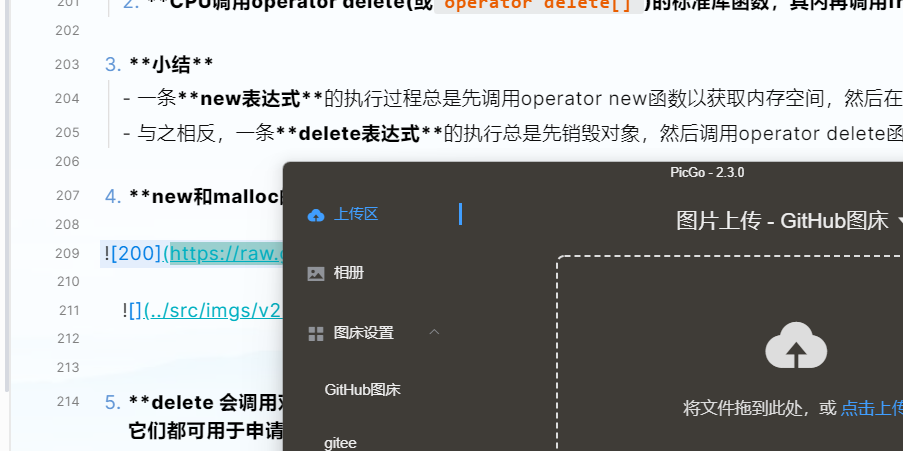 201 2. **CPU调用operator delete(或 operator delete[] )的标准库函数，其内再调用
202
203 3. **小结**
204 - 一条**new表达式**的执行过程总是先调用operator new函数以获取内存空间，然后在
205 - 与之相反，一条**delete表达式**的执行总是先销毁对象，然后调用operator delete函
206
207 4. **new和malloc
208
209 ![200](https://raw.
210
211 ![](../src/imgs/v2
212
213
214 5. **delete 会调用
它们都可用于申请
PicGo - 2.3.0
上传区
相册
图床设置
GitHub图床
gitee
图片上传 - GitHub图床
将文件拖到此处，或 点击上传